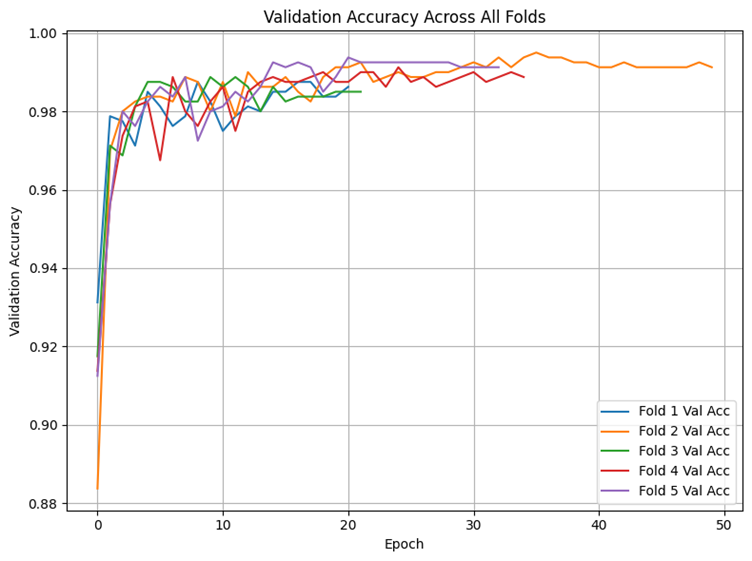 Validation Accuracy Across All Folds
1.00
0.98
0.96
0.94
0.92
0.90
0.88
Validation Accuracy
0
10
20
30
40
50
Epoch
Fold 1 Val Acc
Fold 2 Val Acc
Fold 3 Val Acc
Fold 4 Val Acc
Fold 5 Val Acc